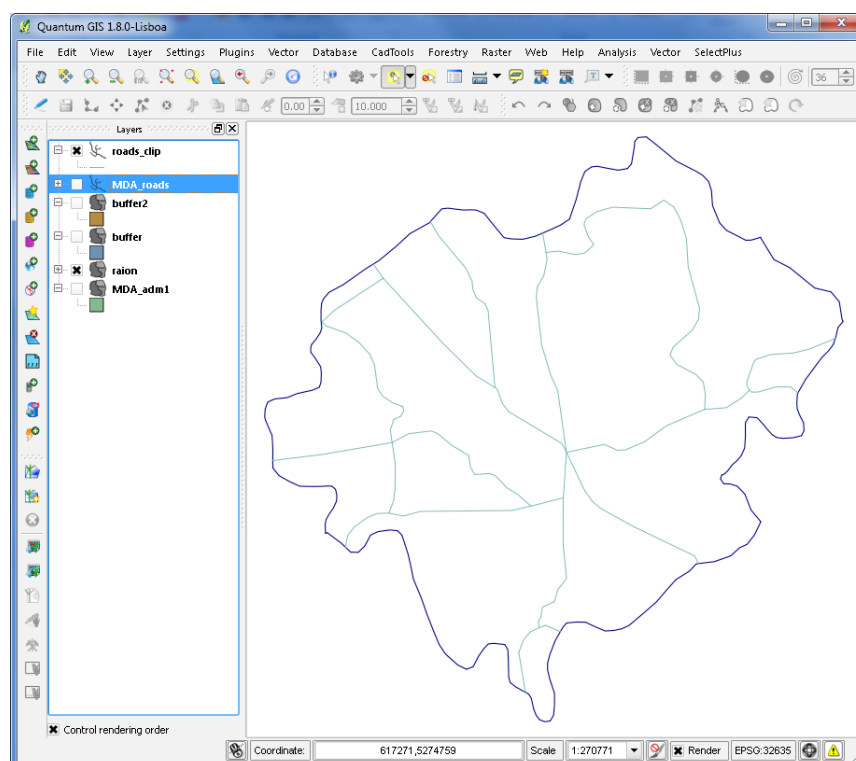 Quantum GIS 1.8.0-Lisboa
File Edit View Layer Settings Plugins Vector Database CadTools Forestry Raster Web Help Analysis Vector SelectPlus
36
0.00 10.000
Layers
roads_clip
MDA_roads
buffer2
buffer
raion
MDA_adm1
Control rendering order
Coordinate: 617271,5274759 Scale 1:270771 Render EPSG:32635